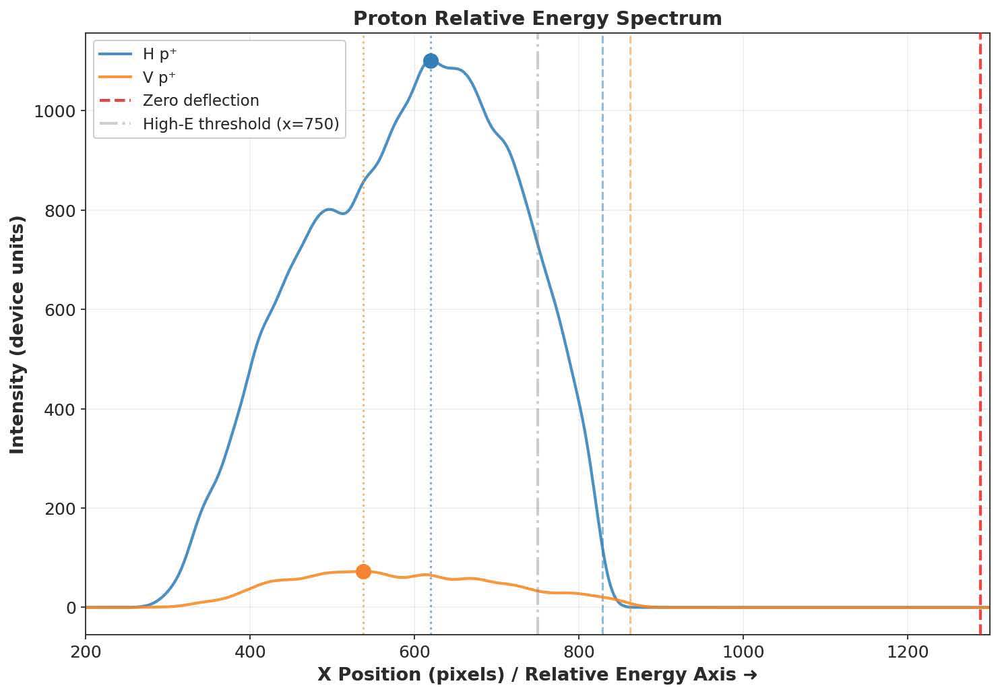 Proton Relative Energy Spectrum
H p⁺
V p⁺
Zero deflection
High-E threshold (x=750)
Intensity (device units)
1000
800
600
400
200
0
200 400 600 800 1000 1200
X Position (pixels) / Relative Energy Axis →